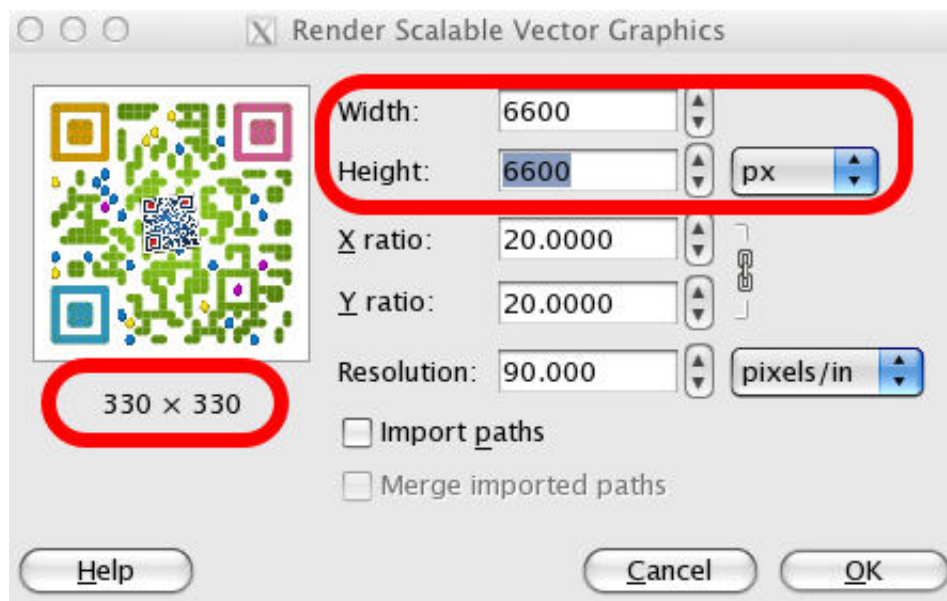 Render Scalable Vector Graphics
Width: 6600
Height: 6600 px
X ratio: 20.0000
Y ratio: 20.0000
330 × 330
Resolution: 90.000 pixels/in
Import paths
Merge imported paths
Help Cancel OK